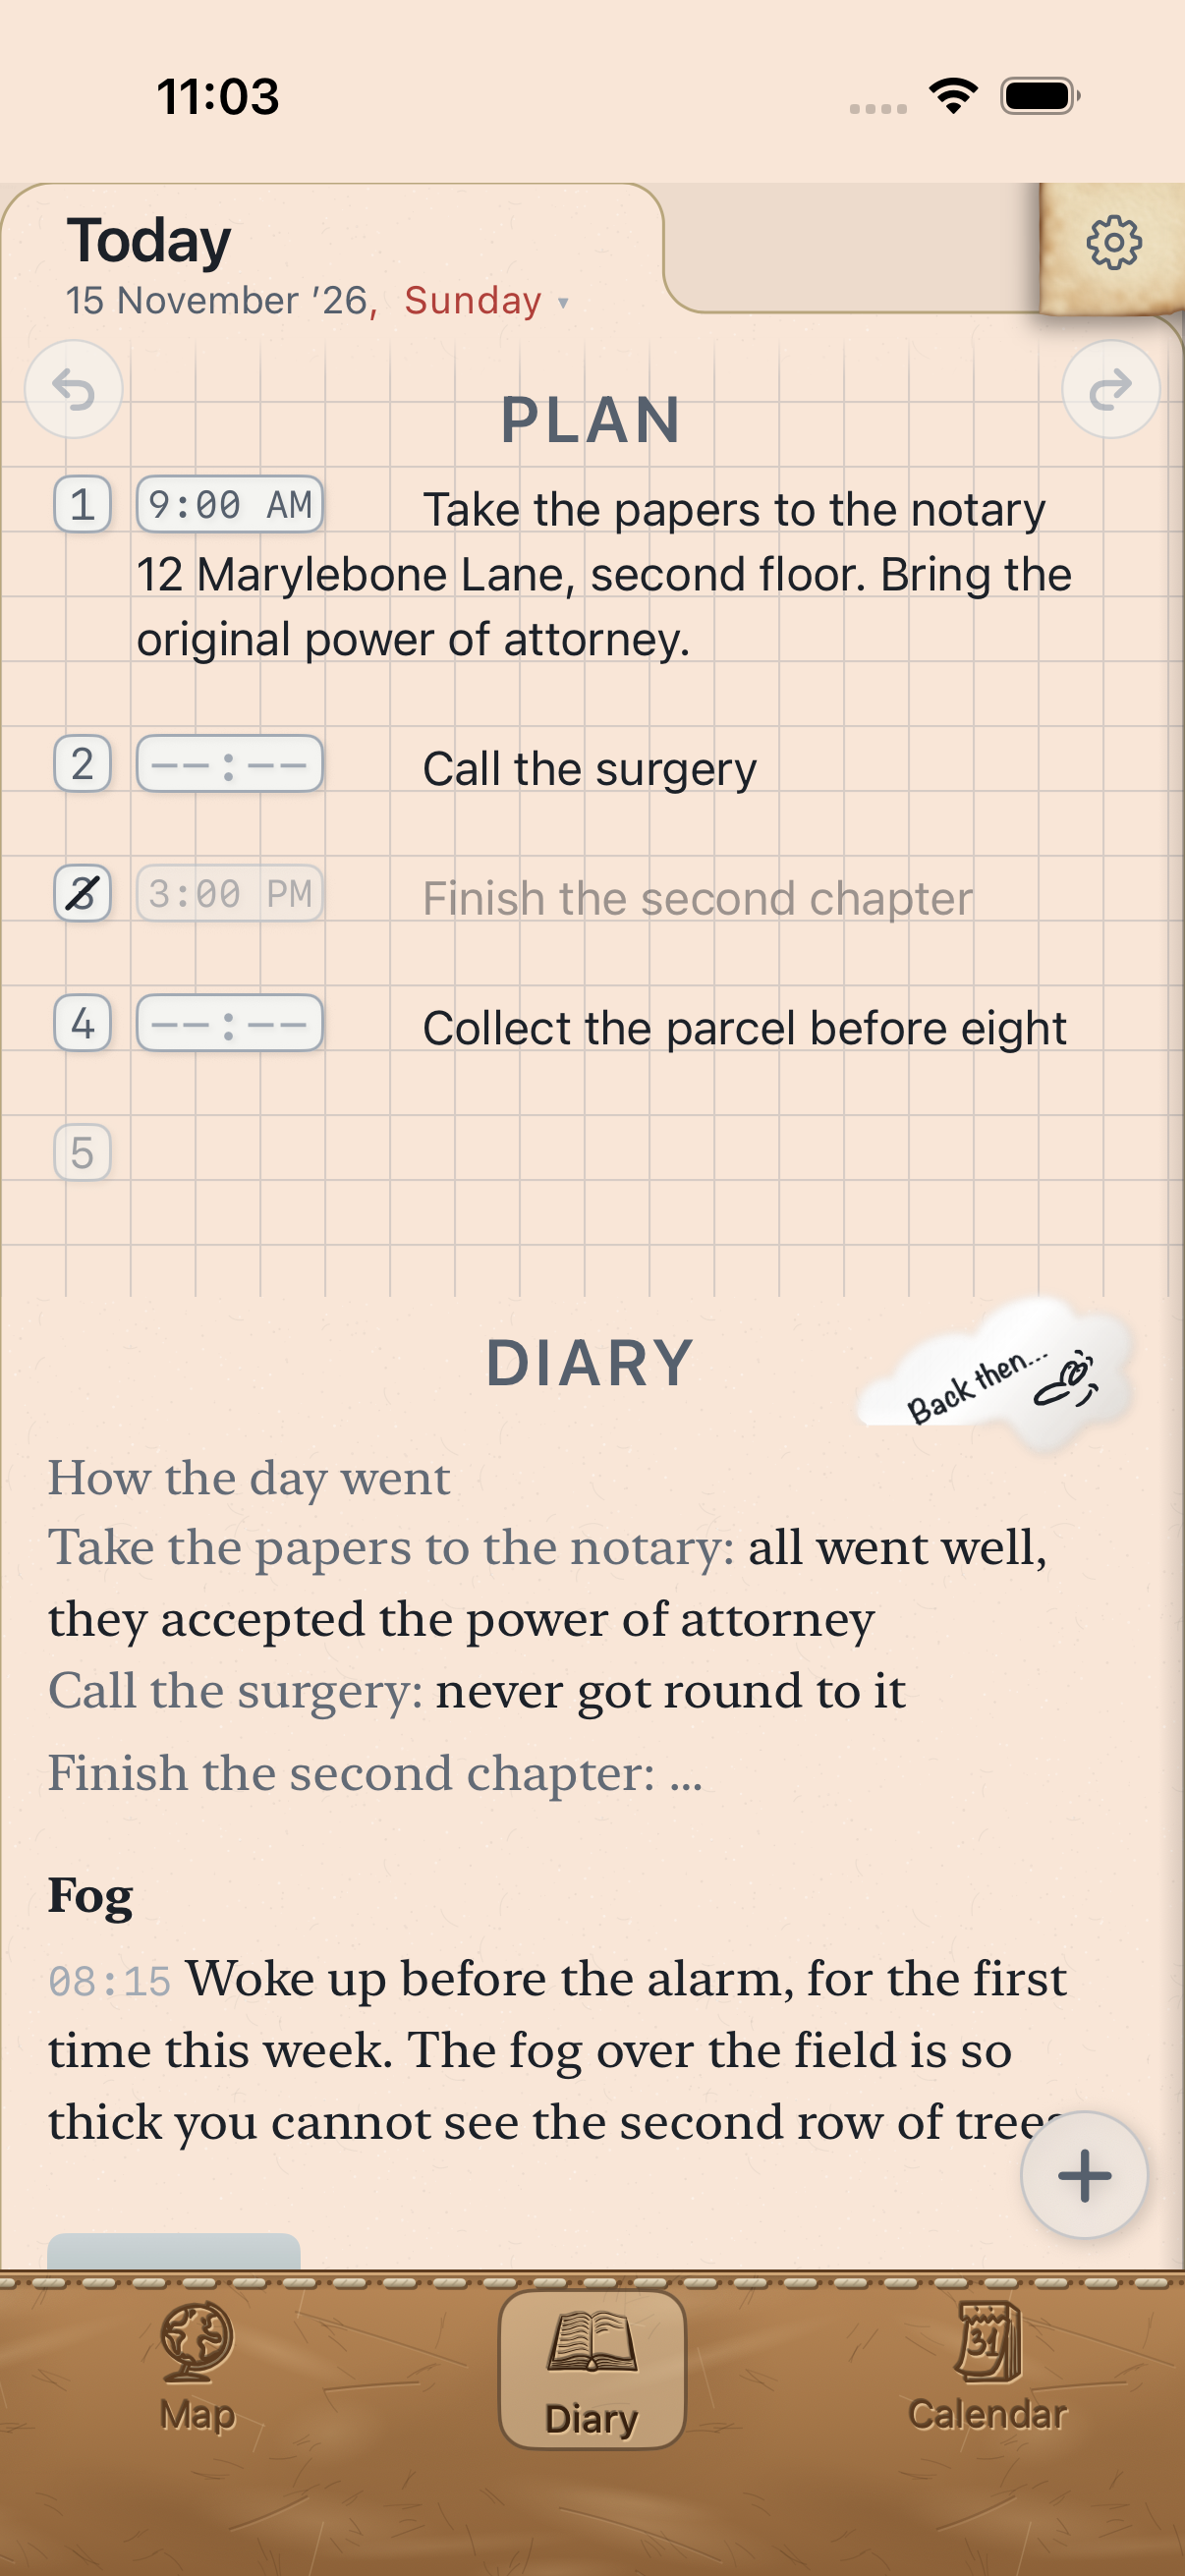 11:03
Today
15 November ’26, Sunday
PLAN
1 9:00 AM Take the papers to the notary
12 Marylebone Lane, second floor. Bring the
original power of attorney.
2 --:-- Call the surgery
3 3:00 PM Finish the second chapter
4 --:-- Collect the parcel before eight
5
DIARY
Back then...
How the day went
Take the papers to the notary: all went well,
they accepted the power of attorney
Call the surgery: never got round to it
Finish the second chapter: ...
Fog
08:15 Woke up before the alarm, for the first
time this week. The fog over the field is so
thick you cannot see the second row of trees
31
Map
Diary
Calendar